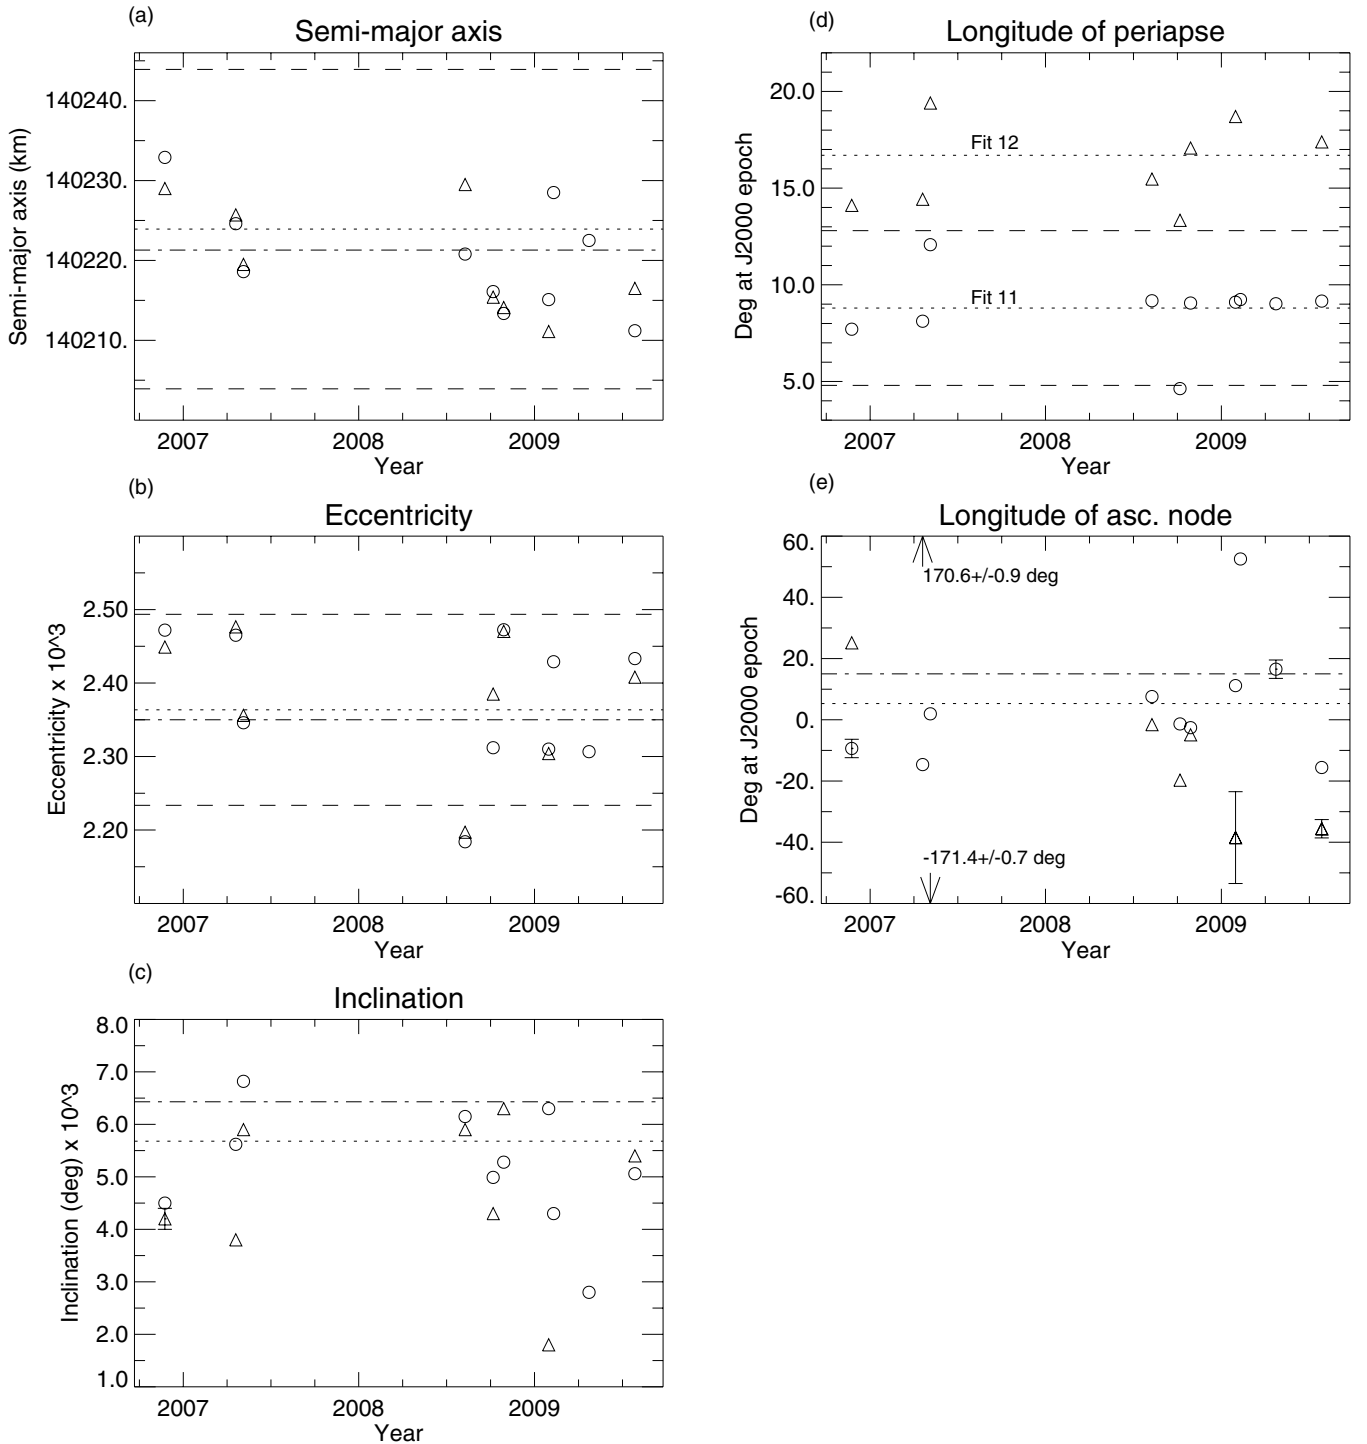 (a)
Semi-major axis
Semi-major axis (km)
140240.
140230.
140220.
140210.
2007 2008 2009
Year
(b)
Eccentricity
Eccentricity x 10^3
2.50
2.40
2.30
2.20
2007 2008 2009
Year
(c)
Inclination
Inclination (deg) x 10^3
8.0
7.0
6.0
5.0
4.0
3.0
2.0
1.0
2007 2008 2009
Year
(d)
Longitude of periapse
Deg at J2000 epoch
20.0
15.0
10.0
5.0
Fit 12
Fit 11
2007 2008 2009
Year
(e)
Longitude of asc. node
Deg at J2000 epoch
60.
40.
20.
0.
-20.
-40.
-60.
170.6+/-0.9 deg
-171.4+/-0.7 deg
2007 2008 2009
Year